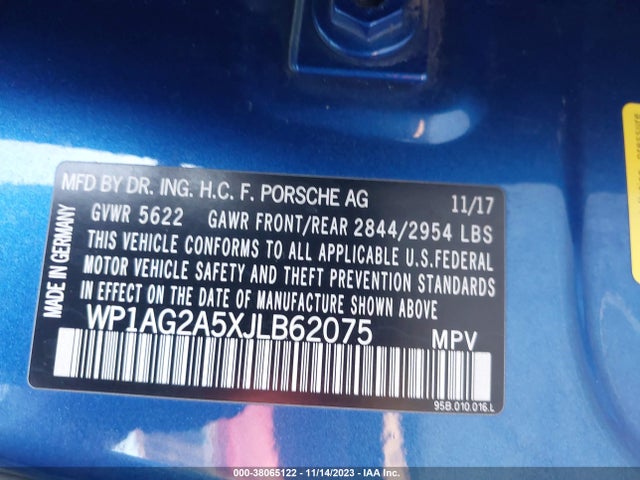 MFD BY DR. ING. H.C. F. PORSCHE AG 11/17
GVWR 5622 GAWR FRONT/REAR 2844/2954 LBS
THIS VEHICLE CONFORMS TO ALL APPLICABLE U.S.FEDERAL
MOTOR VEHICLE SAFETY AND THEFT PREVENTION STANDARDS
IN EFFECT ON THE DATE OF MANUFACTURE SHOWN ABOVE
WP1AG2A5XJLB62075 MPV
95B.010.016.L
MADE IN GERMANY
000-38065122 - 11/14/2023 - IAA Inc.